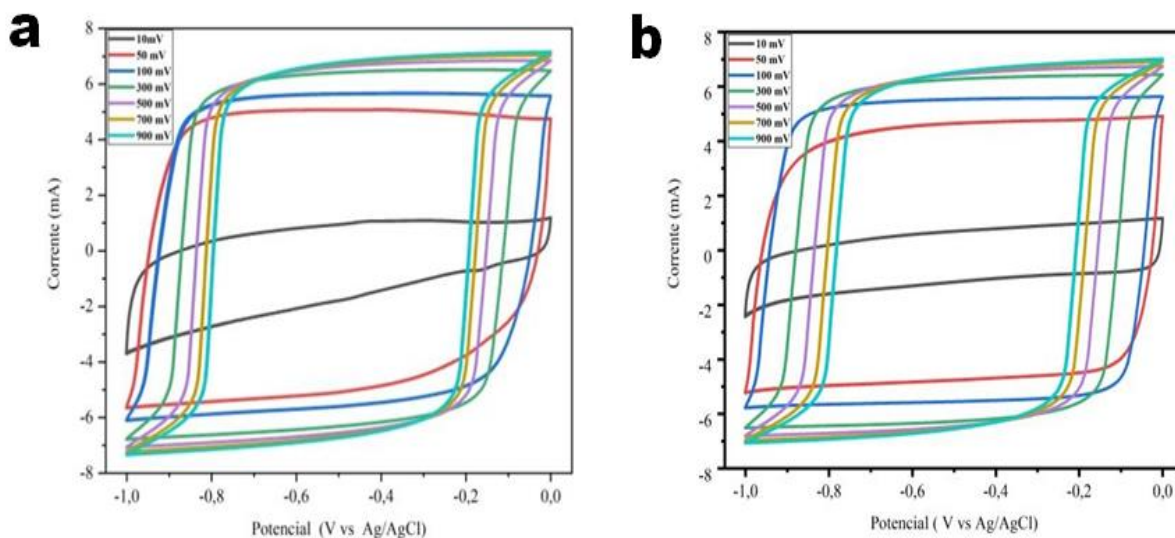 a
8
6
4
2
0
-2
-4
-6
-8
10mV
50 mV
100 mV
300 mV
500 mV
700 mV
900 mV
Corrente (mA)
-1,0
-0,8
-0,6
-0,4
-0,2
0,0
Potencial (V vs Ag/AgCl)
b
8
6
4
2
0
-2
-4
-6
-8
10 mV
50 mV
100 mV
300 mV
500 mV
700 mV
900 mV
Corrente (mA)
-1,0
-0,8
-0,6
-0,4
-0,2
0,0
Potencial ( V vs Ag/AgCl)